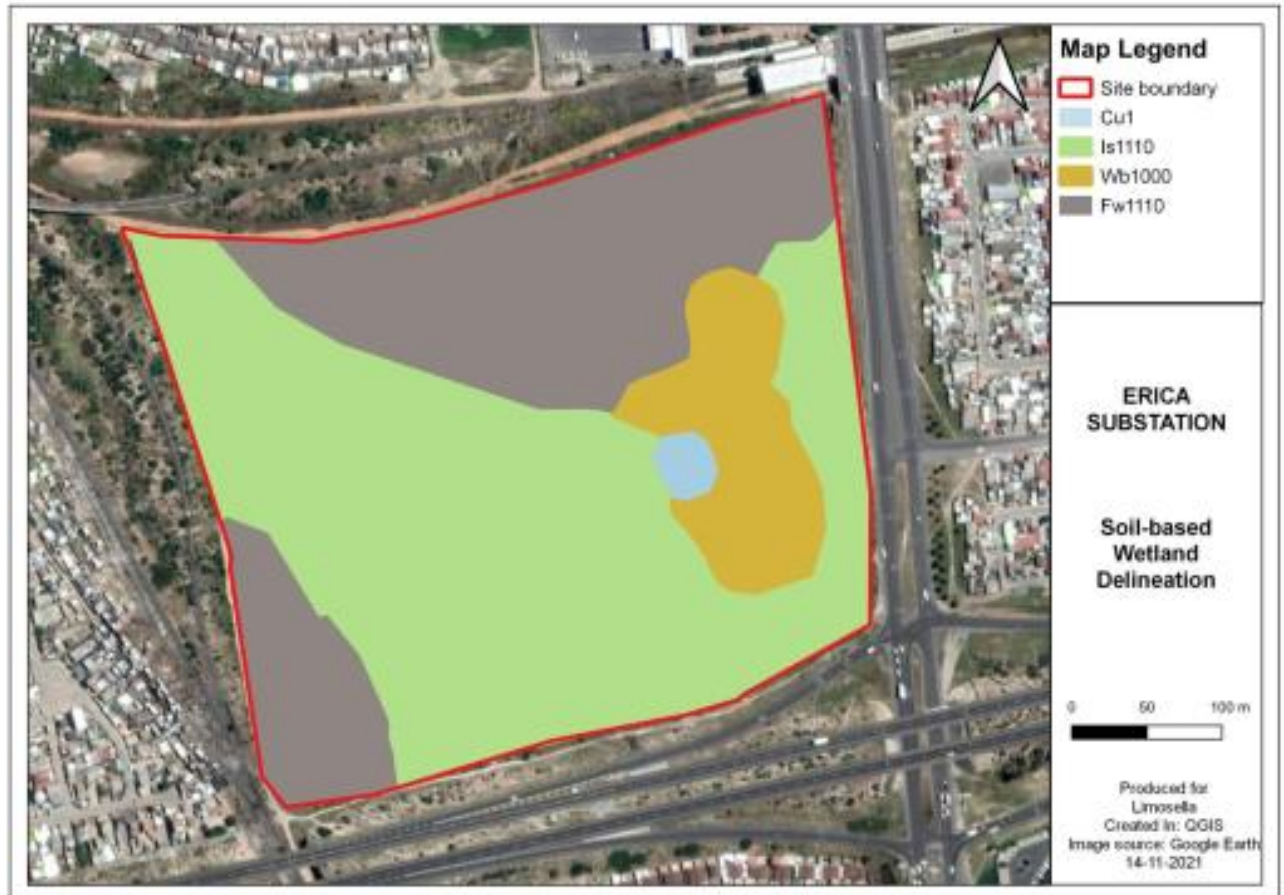 Map Legend
Site boundary
Cu1
Is1110
Wb1000
Fw1110
ERICA
SUBSTATION
Soil-based
Wetland
Delineation
0 50 100 m
Produced for
Limosella
Created In: QGIS
Image source: Google Earth
14-11-2021